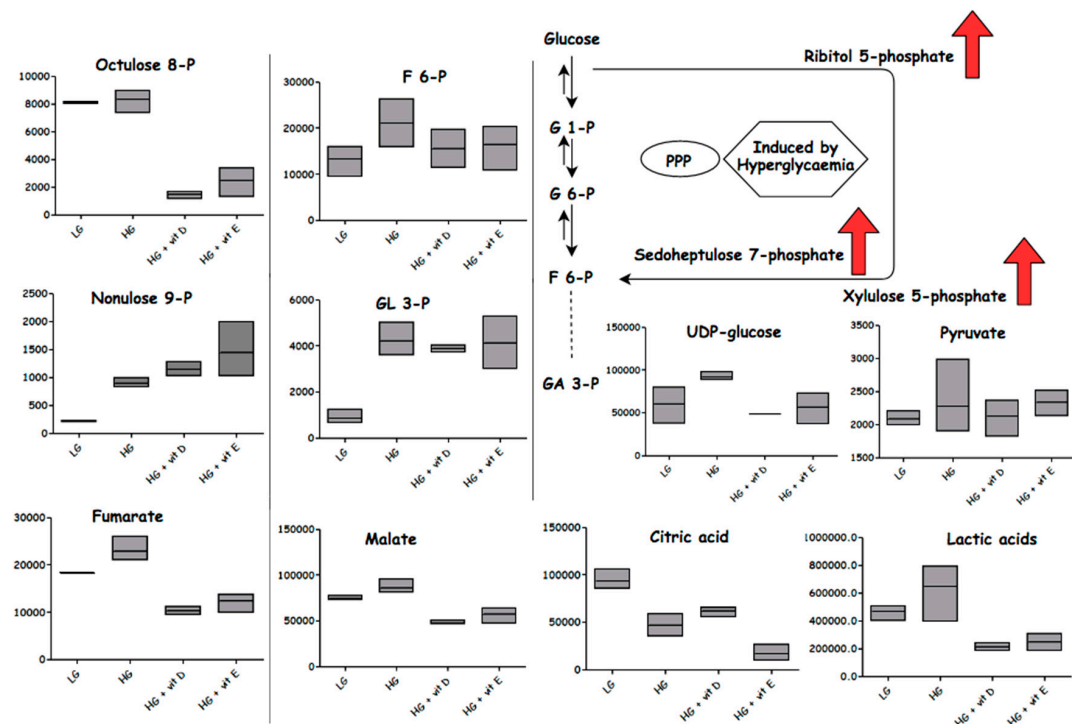 Octulose 8-P
10000
8000
6000
4000
2000
0
LG
HG
HG + vit D
HG + vit E
F 6-P
30000
20000
10000
0
LG
HG
HG + vit D
HG + vit E
Glucose
G 1-P
G 6-P
F 6-P
GA 3-P
Ribitol 5-phosphate
PPP
Induced by
Hyperglycaemia
Sedoheptulose 7-phosphate
Xylulose 5-phosphate
Nonulose 9-P
2500
2000
1500
1000
500
0
LG
HG
HG + vit D
HG + vit E
GL 3-P
6000
4000
2000
0
LG
HG
HG + vit D
HG + vit E
UDP-glucose
100000
50000
0
LG
HG
HG + vit D
HG + vit E
Pyruvate
3500
3000
2500
2000
1500
LG
HG
HG + vit D
HG + vit E
Fumarate
30000
20000
10000
0
LG
HG
HG + vit D
HG + vit E
Malate
150000
100000
50000
0
LG
HG
HG + vit D
HG + vit E
Citric acid
150000
100000
50000
0
LG
HG
HG + vit D
HG + vit E
Lactic acids
1000000.0
800000.0
600000.0
400000.0
200000.0
0.0
LG
HG
HG + vit D
HG + vit E